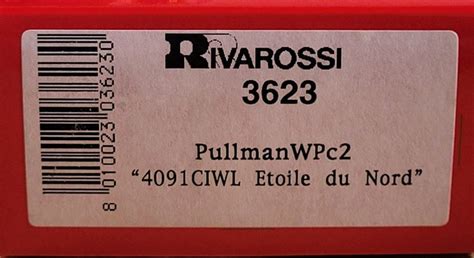 RIVAROSSI
3623
PullmanWPc2
"4091CIWL Etoile du Nord"
8 010023 036230